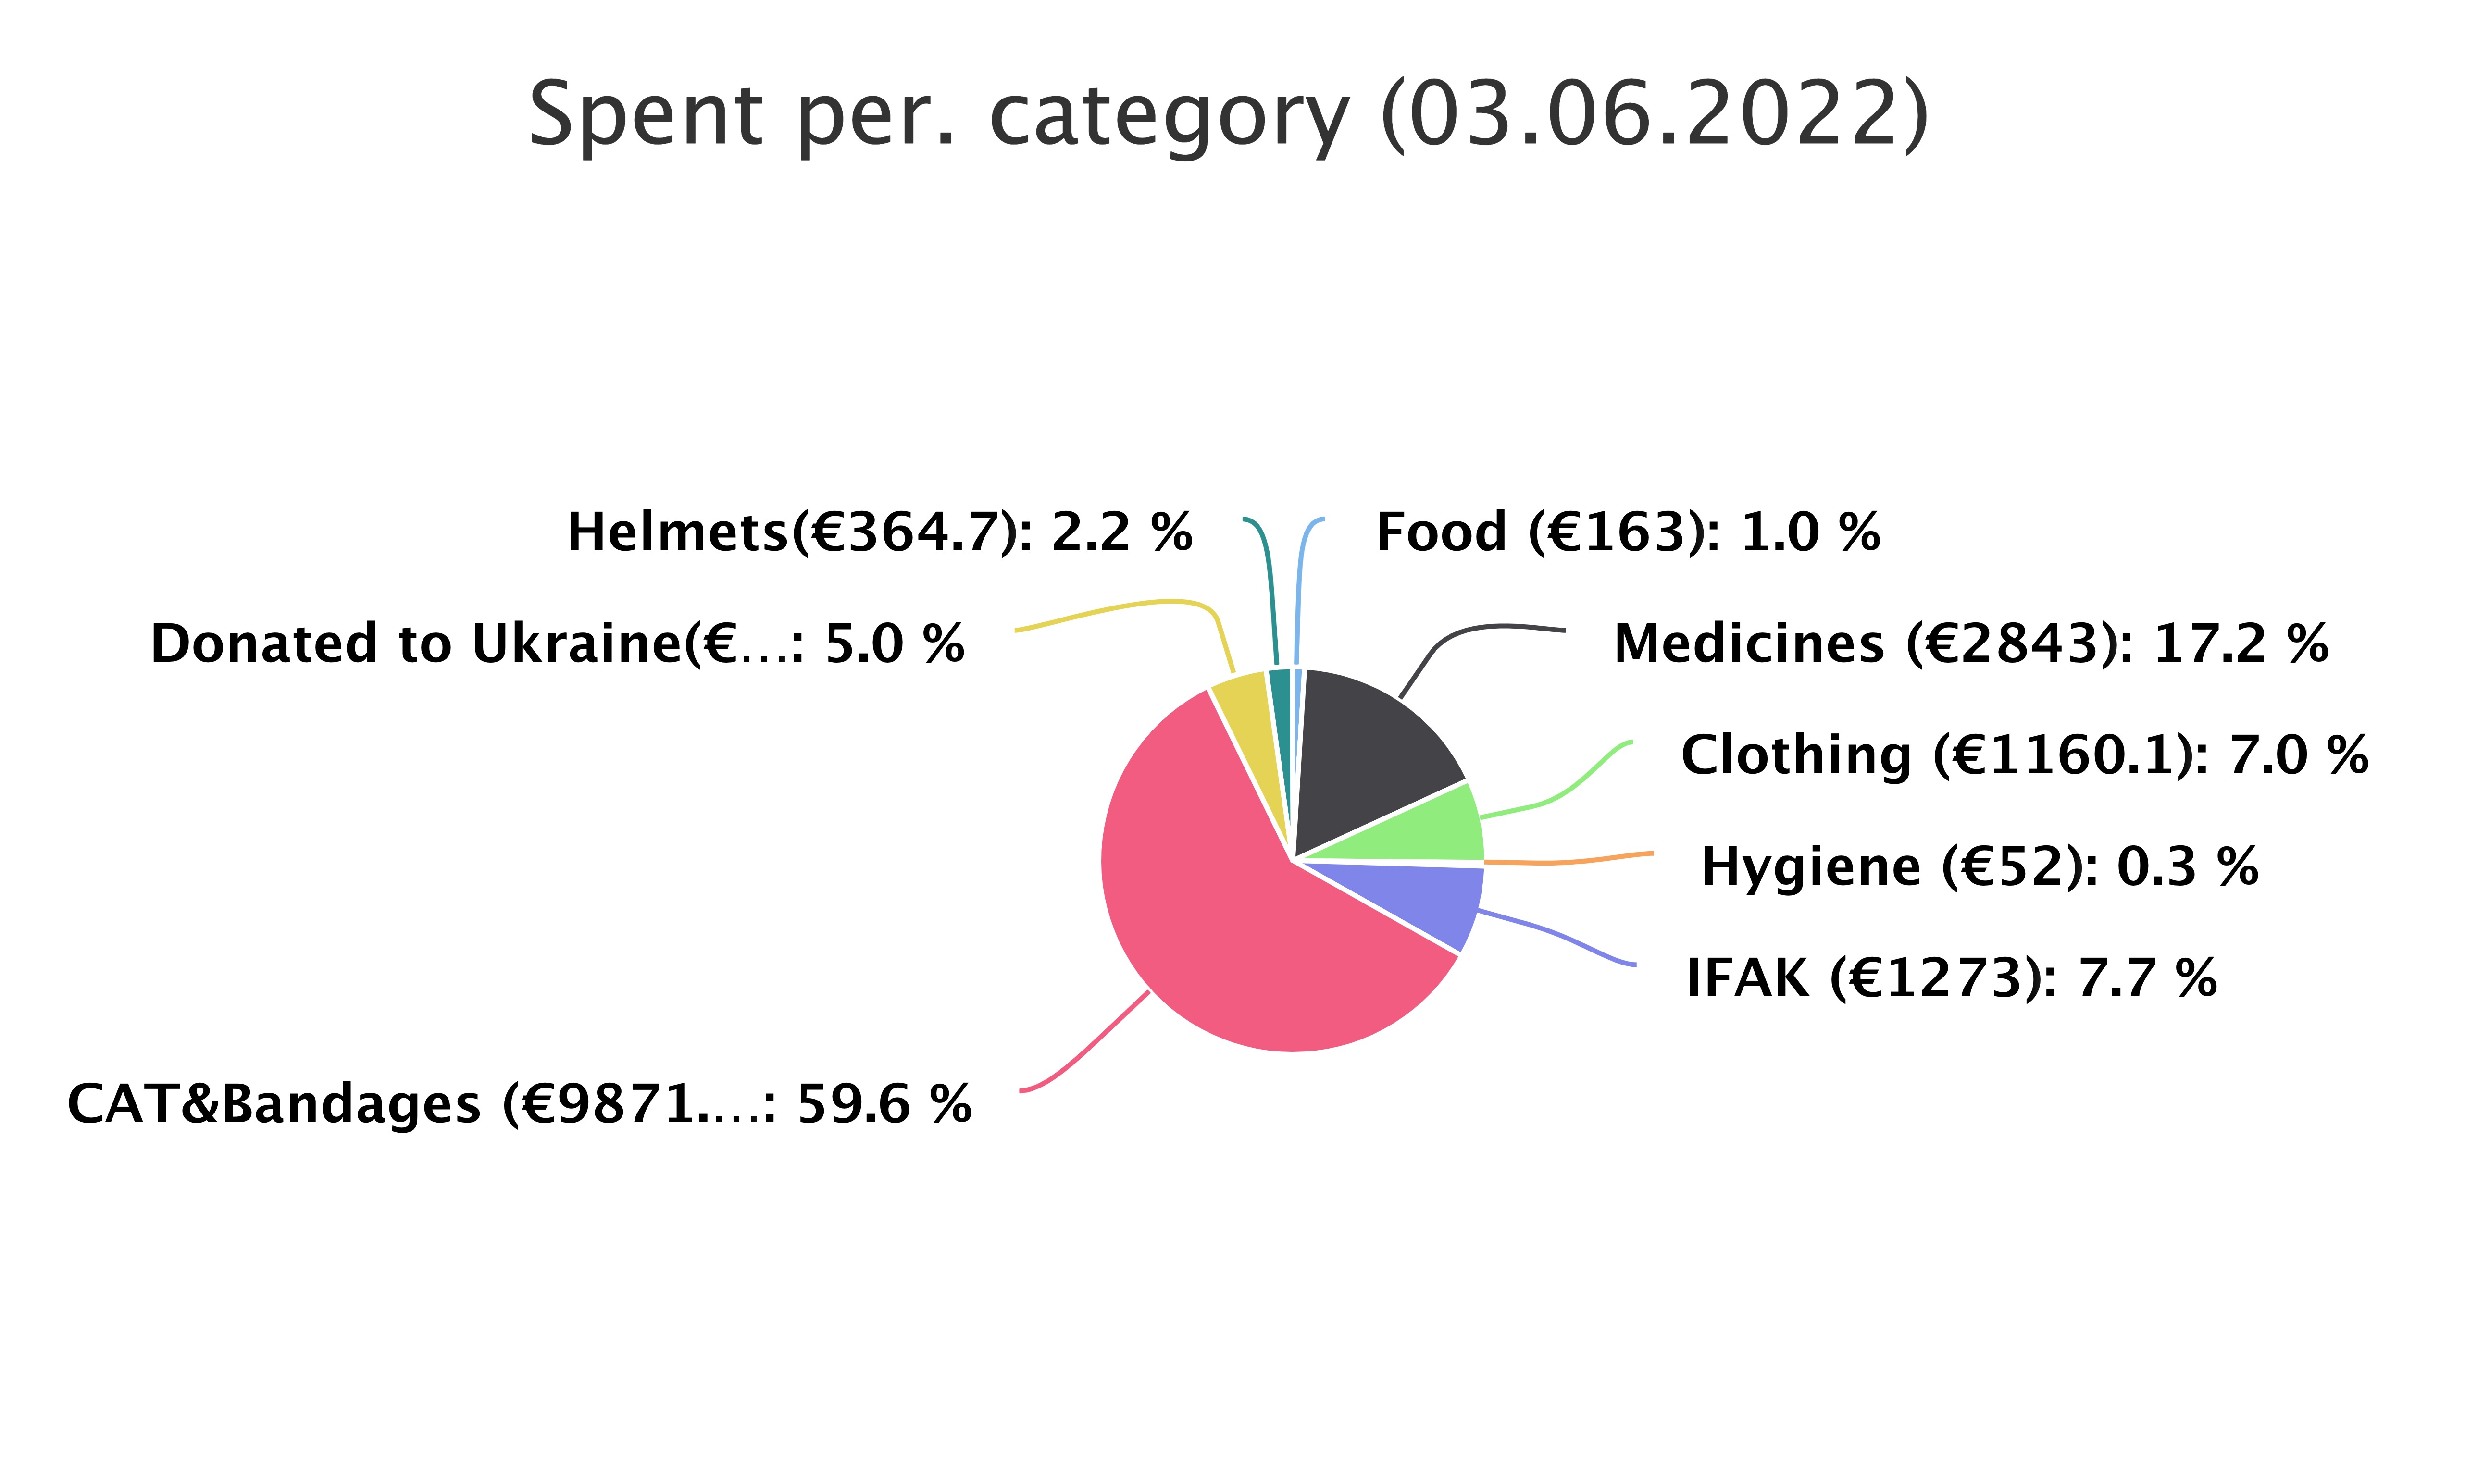 Spent per. category (03.06.2022)
Helmets(€364.7): 2.2 %
Food (€163): 1.0 %
Donated to Ukraine(€…: 5.0 %
Medicines (€2843): 17.2 %
Clothing (€1160.1): 7.0 %
Hygiene (€52): 0.3 %
IFAK (€1273): 7.7 %
CAT&Bandages (€9871.…: 59.6 %